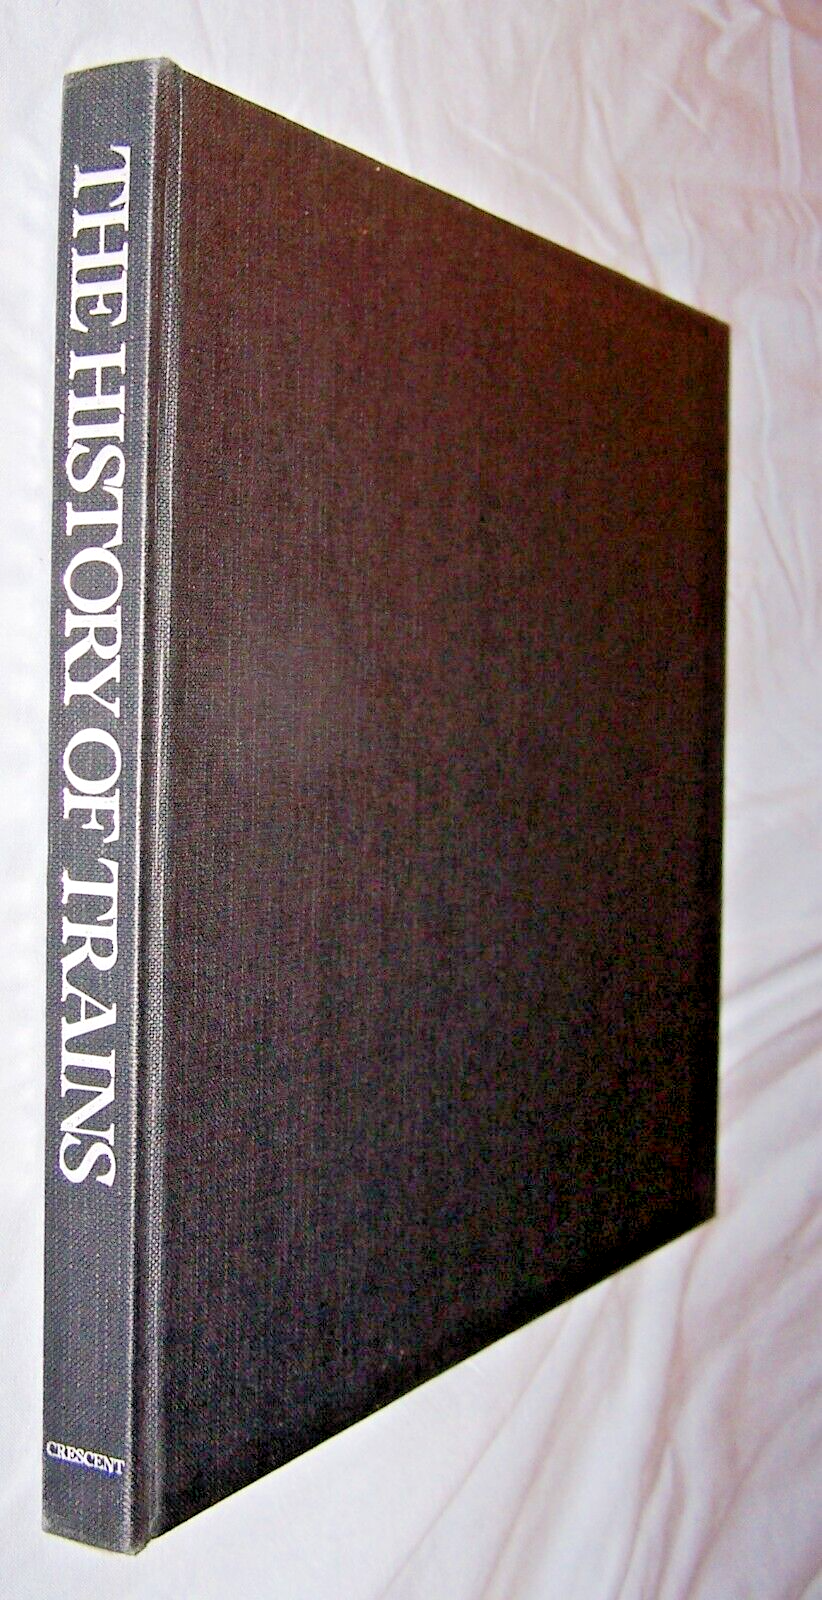 THE HISTORY OF TRAINS
CRESCENT